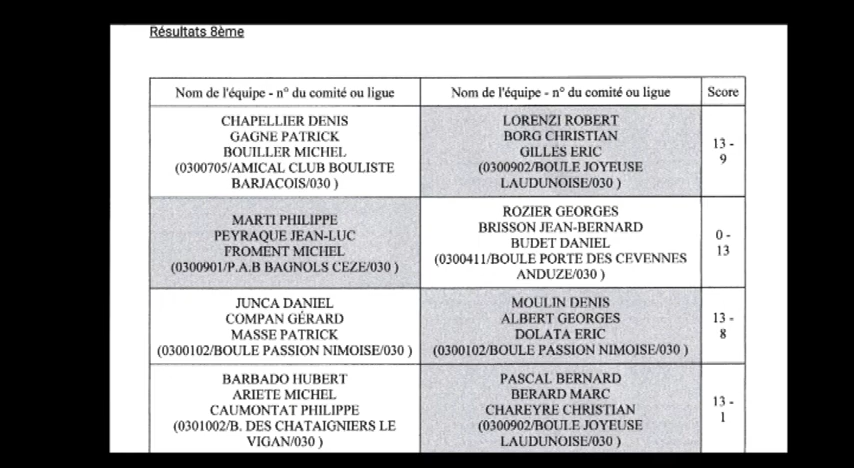 Résultats 8ème
Nom de l'équipe - n° du comité ou ligue
Nom de l'équipe - n° du comité ou ligue
Score
CHAPELLIER DENIS
GAGNE PATRICK
BOUILLER MICHEL
(0300705/AMICAL CLUB BOULISTE
BARJACOIS/030 )
LORENZI ROBERT
BORG CHRISTIAN
GILLES ERIC
(0300902/BOULE JOYEUSE
LAUDUNOISE/030 )
13 -
9
MARTI PHILIPPE
PEYRAQUE JEAN-LUC
FROMENT MICHEL
(0300901/P.A.B BAGNOLS CEZE/030 )
ROZIER GEORGES
BRISSON JEAN-BERNARD
BUDET DANIEL
(0300411/BOULE PORTE DES CEVENNES
ANDUZE/030 )
0 -
13
JUNCA DANIEL
COMPAN GÉRARD
MASSE PATRICK
(0300102/BOULE PASSION NIMOISE/030 )
MOULIN DENIS
ALBERT GEORGES
DOLATA ERIC
(0300102/BOULE PASSION NIMOISE/030 )
13 -
8
BARBADO HUBERT
ARIETE MICHEL
CAUMONTAT PHILIPPE
(0301002/B. DES CHATAIGNIERS LE
VIGAN/030 )
PASCAL BERNARD
BERARD MARC
CHAREYRE CHRISTIAN
(0300902/BOULE JOYEUSE
LAUDUNOISE/030 )
13 -
1